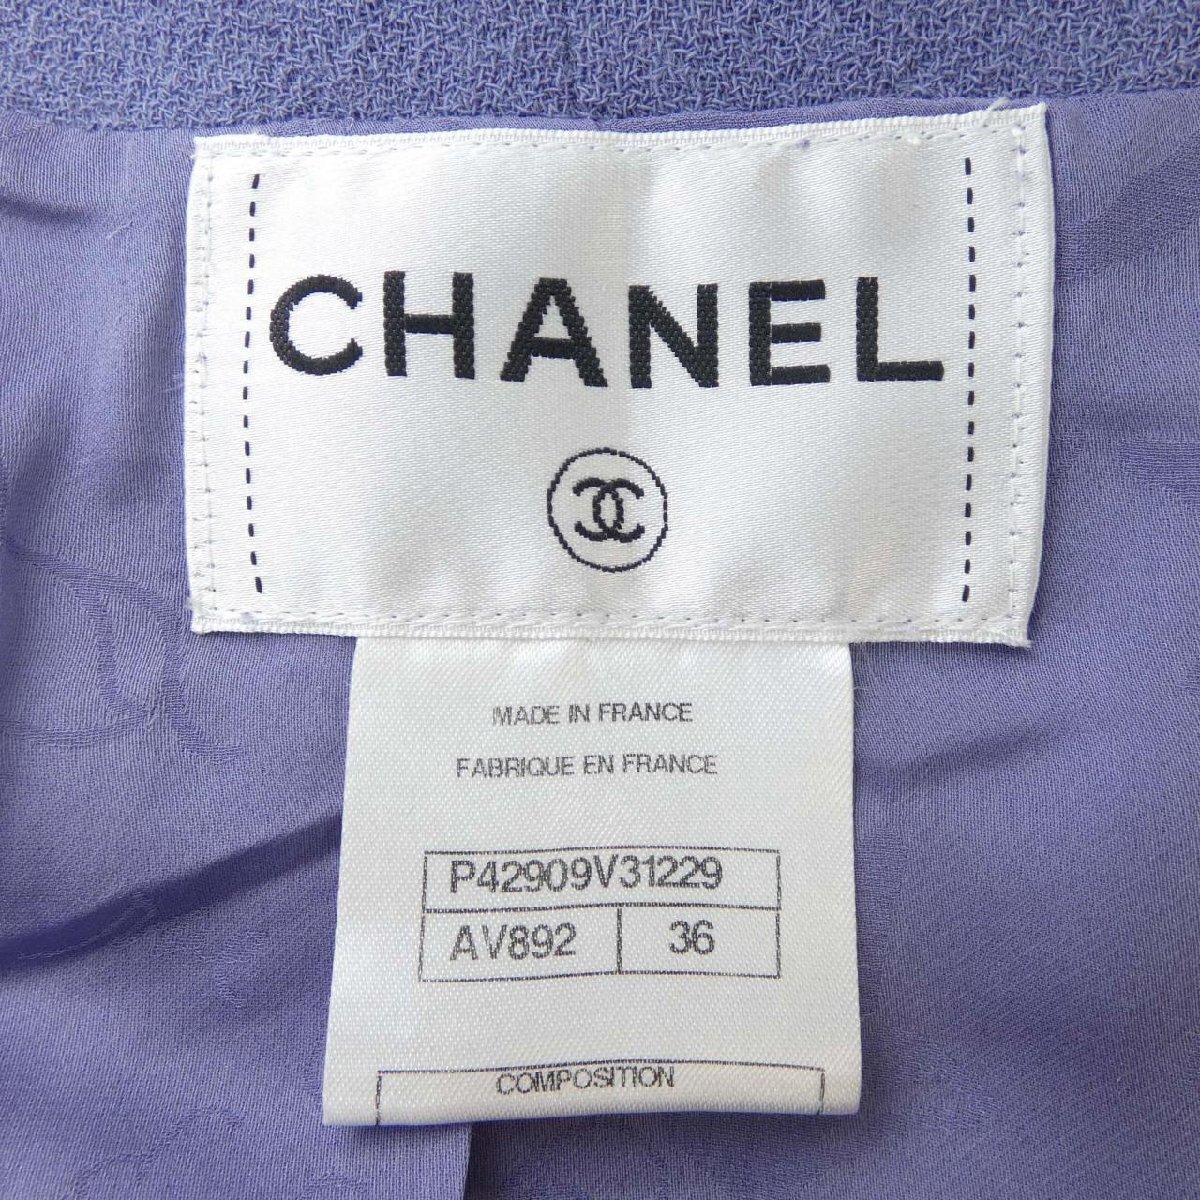 CHANEL
MADE IN FRANCE
FABRIQUE EN FRANCE
P42909V31229
AV892 36
COMPOSITION